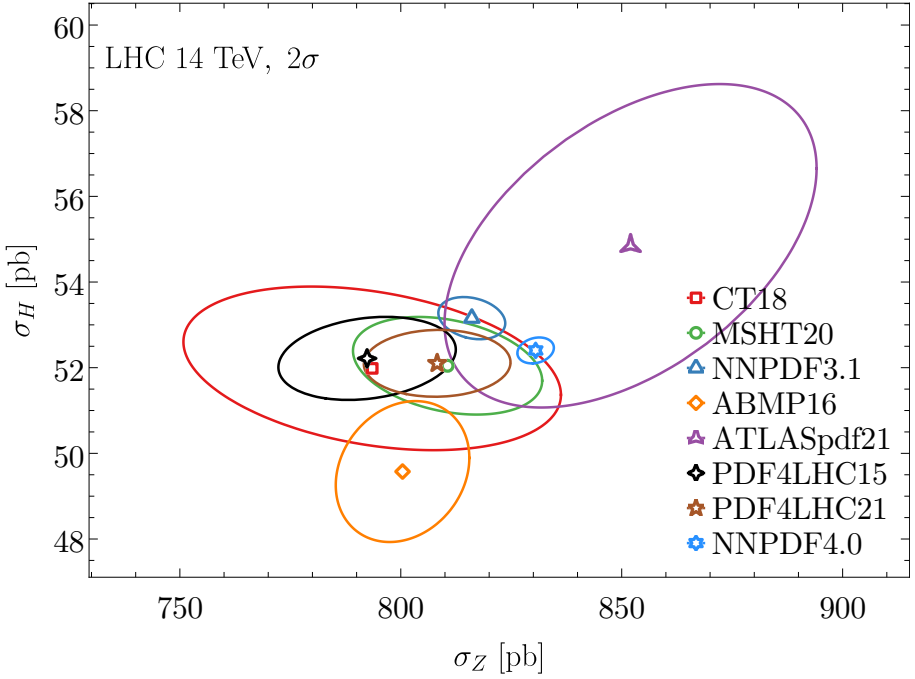 60
58
56
54
52
50
48
σ_H [pb]
LHC 14 TeV, 2σ
CT18
MSHT20
NNPDF3.1
ABMP16
ATLASpdf21
PDF4LHC15
PDF4LHC21
NNPDF4.0
750 800 850 900
σ_Z [pb]